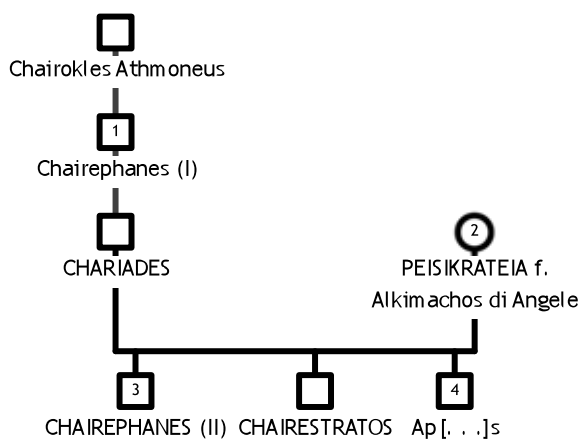 Chairokles Athmoneus
1
Chairephanes (I)
2
CHARIADES
PEISIKRATEIA f.
Alkimachos di Angele
3
4
CHAIREPHANES (II)
CHAIRESTRATOS
Ap[. . .]s